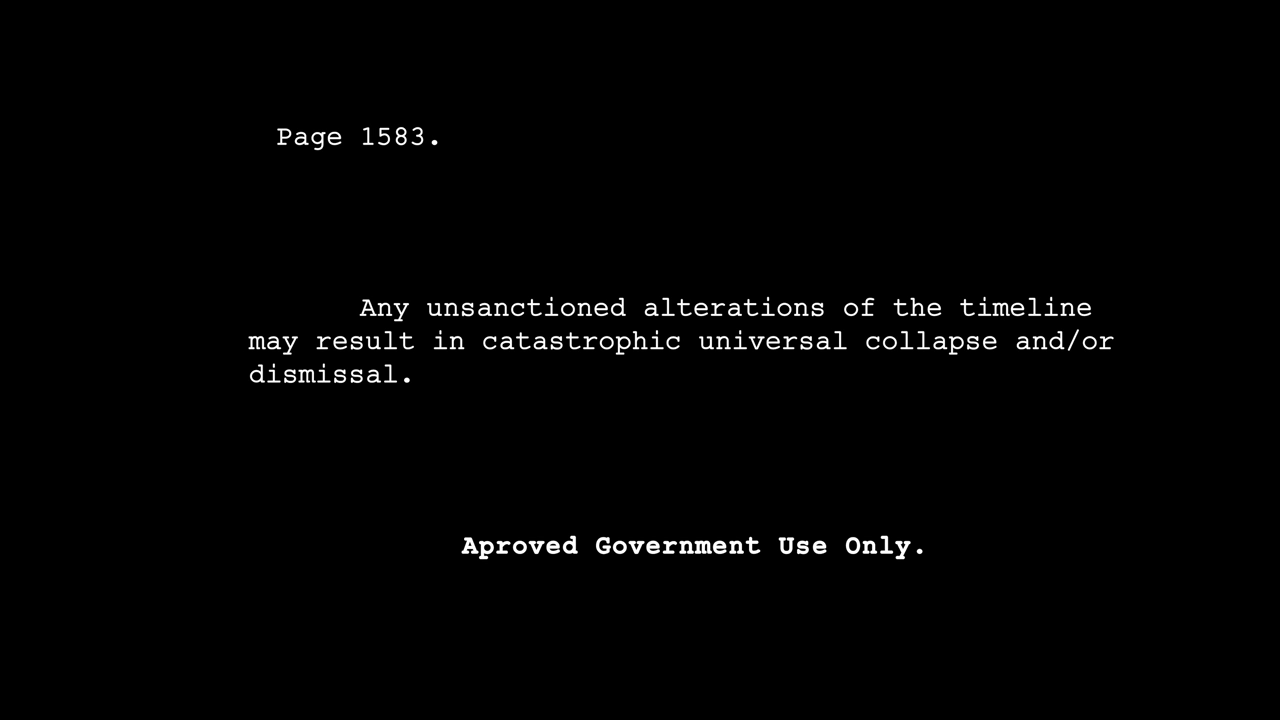 Page 1583.
Any unsanctioned alterations of the timeline
may result in catastrophic universal collapse and/or
dismissal.
Aproved Government Use Only.